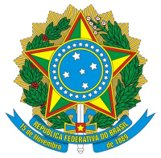 REPÚBLICA FEDERATIVA DO BRASIL
15 de Novembro
de 1889